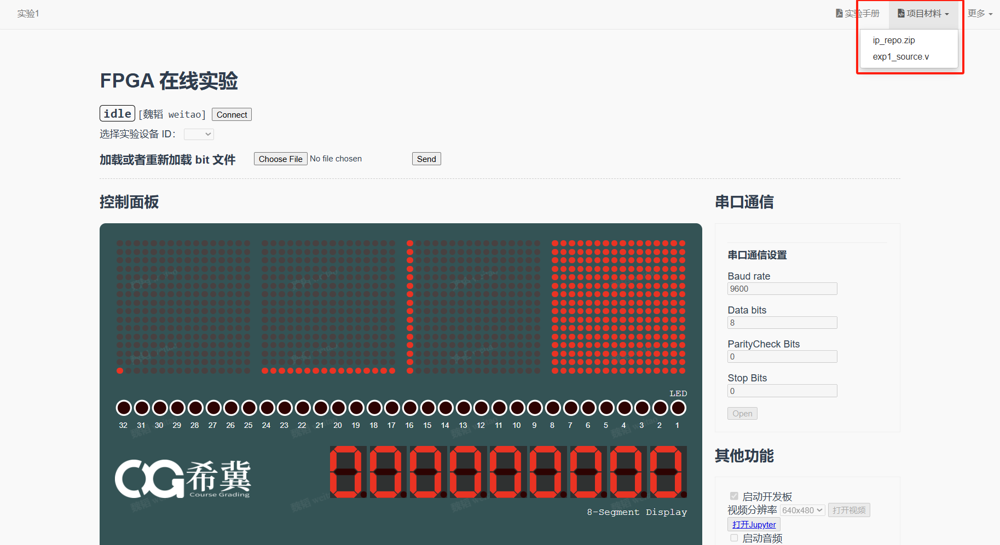 实验1
实验手册
项目材料
更多
ip_repo.zip
exp1_source.v
FPGA 在线实验
idle [魏韬 weitao] Connect
选择实验设备 ID：
加载或者重新加载 bit 文件 Choose File No file chosen Send
控制面板
串口通信
串口通信设置
Baud rate
9600
Data bits
8
ParityCheck Bits
0
Stop Bits
0
Open
LED
32 31 30 29 28 27 26 25 24 23 22 21 20 19 18 17 16 15 14 13 12 11 10 9 8 7 6 5 4 3 2 1
CG希冀
Course Grading
000000000
8-Segment Display
其他功能
启动开发板
视频分辨率 640x480 打开视频
打开Jupyter
启动音频
魏韬 weitao